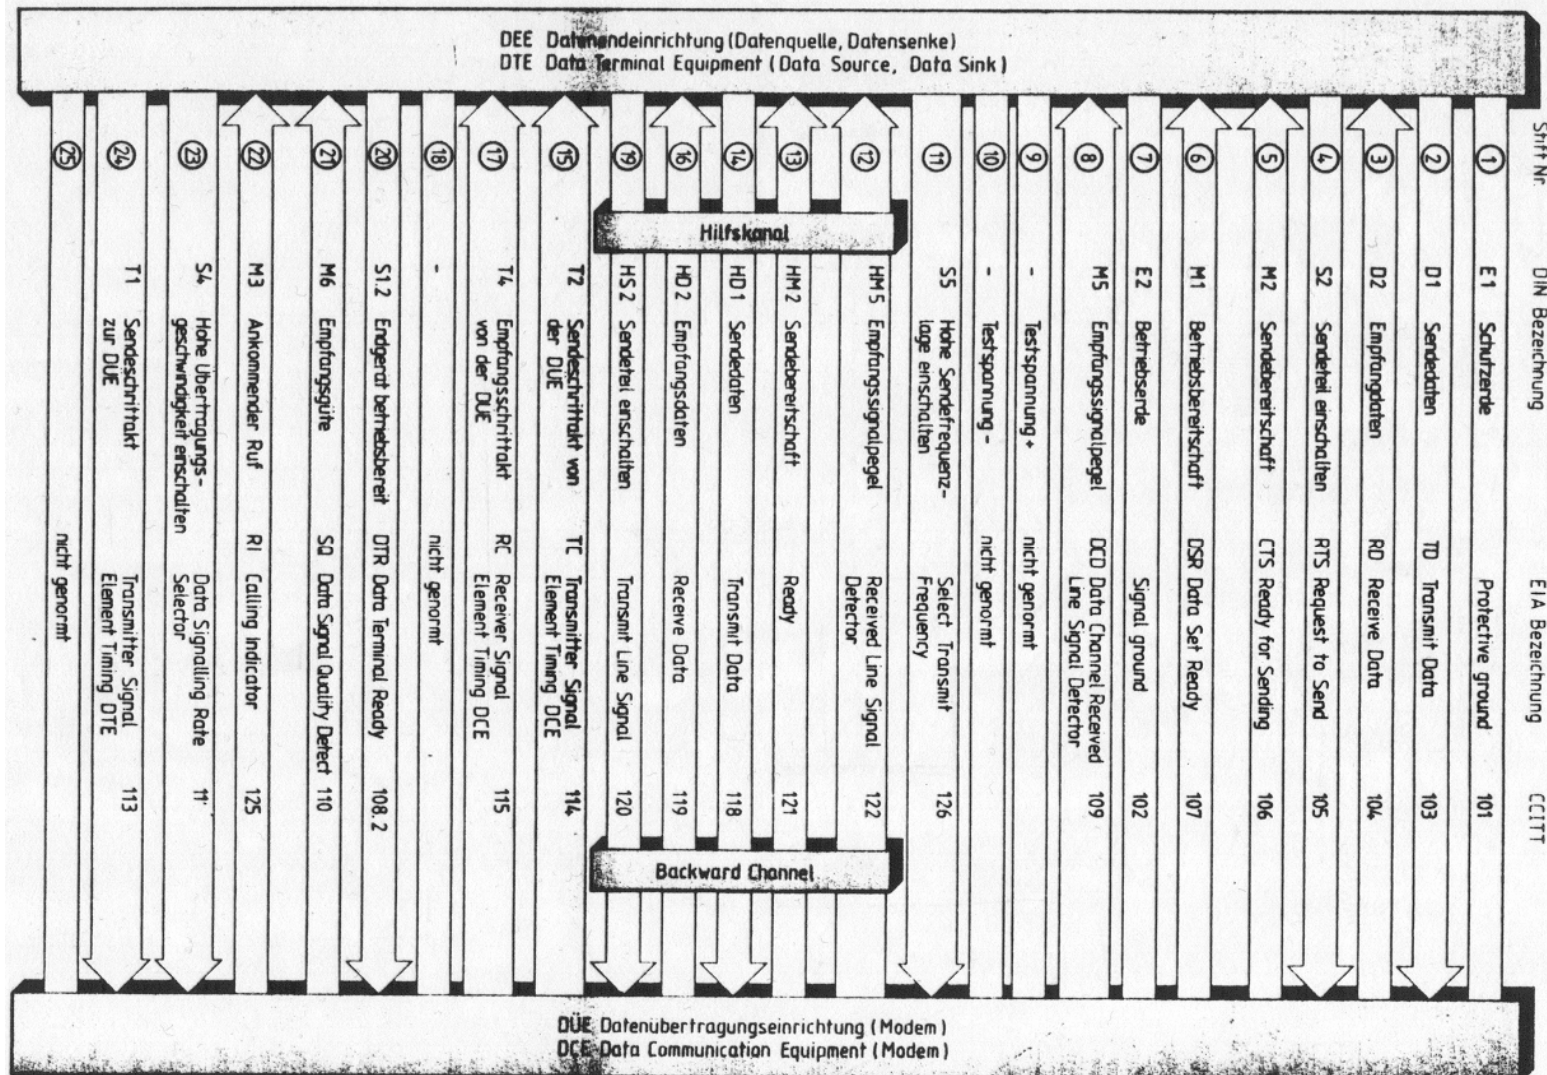 DEE Datenendeinrichtung (Datenquelle, Datensenke)
DTE Data Terminal Equipment (Data Source, Data Sink)
Stift Nr.
DIN Bezeichnung
EIA Bezeichnung
CCITT
1 E1 Schutzerde Protective ground 101
2 D1 Sendedaten TD Transmit Data 103
3 D2 Empfangdaten RD Receive Data 104
4 S2 Sendeteil einschalten RTS Request to Send 105
5 M2 Sendebereitschaft CTS Ready for Sending 106
6 M1 Betriebsbereitschaft DSR Data Set Ready 107
7 E2 Betriebserde Signal ground 102
8 M5 Empfangssignalpegel DCD Data Channel Received 109
Line Signal Detector
9 - Testspannung + nicht genormt
10 - Testspannung - nicht genormt
11 S5 Hohe Sendefrequenz-
lage einschalten
Select Transmit 126
Frequency
Hilfskanal
12 HM5 Empfangssignalpegel Received Line Signal 122
Detector
13 HM2 Sendebereitschaft Ready 121
14 HD1 Sendedaten Transmit Data 118
16 HD2 Empfangsdaten Receive Data 119
19 HS2 Sendeteil einschalten Transmit Line Signal 120
Backward Channel
15 T2 Sendeschrittakt von
der DÜE
TC Transmitter Signal 114
Element Timing DCE
17 T4 Empfangsschrittakt
von der DÜE
RC Receiver Signal 115
Element Timing DCE
18 - nicht genormt
20 S1.2 Endgerät betriebsbereit DTR Data Terminal Ready 108.2
21 M6 Empfangsgüte SQ Data Signal Quality Detect 110
22 M3 Ankommender Ruf RI Calling Indicator 125
23 S4 Hohe Übertragungs-
geschwindigkeit einschalten
Data Signalling Rate
Selector
24 T1 Sendeschrittakt
zur DÜE
Transmitter Signal 113
Element Timing DTE
25 nicht genormt
DÜE Datenübertragungseinrichtung (Modem)
DCE Data Communication Equipment (Modem)